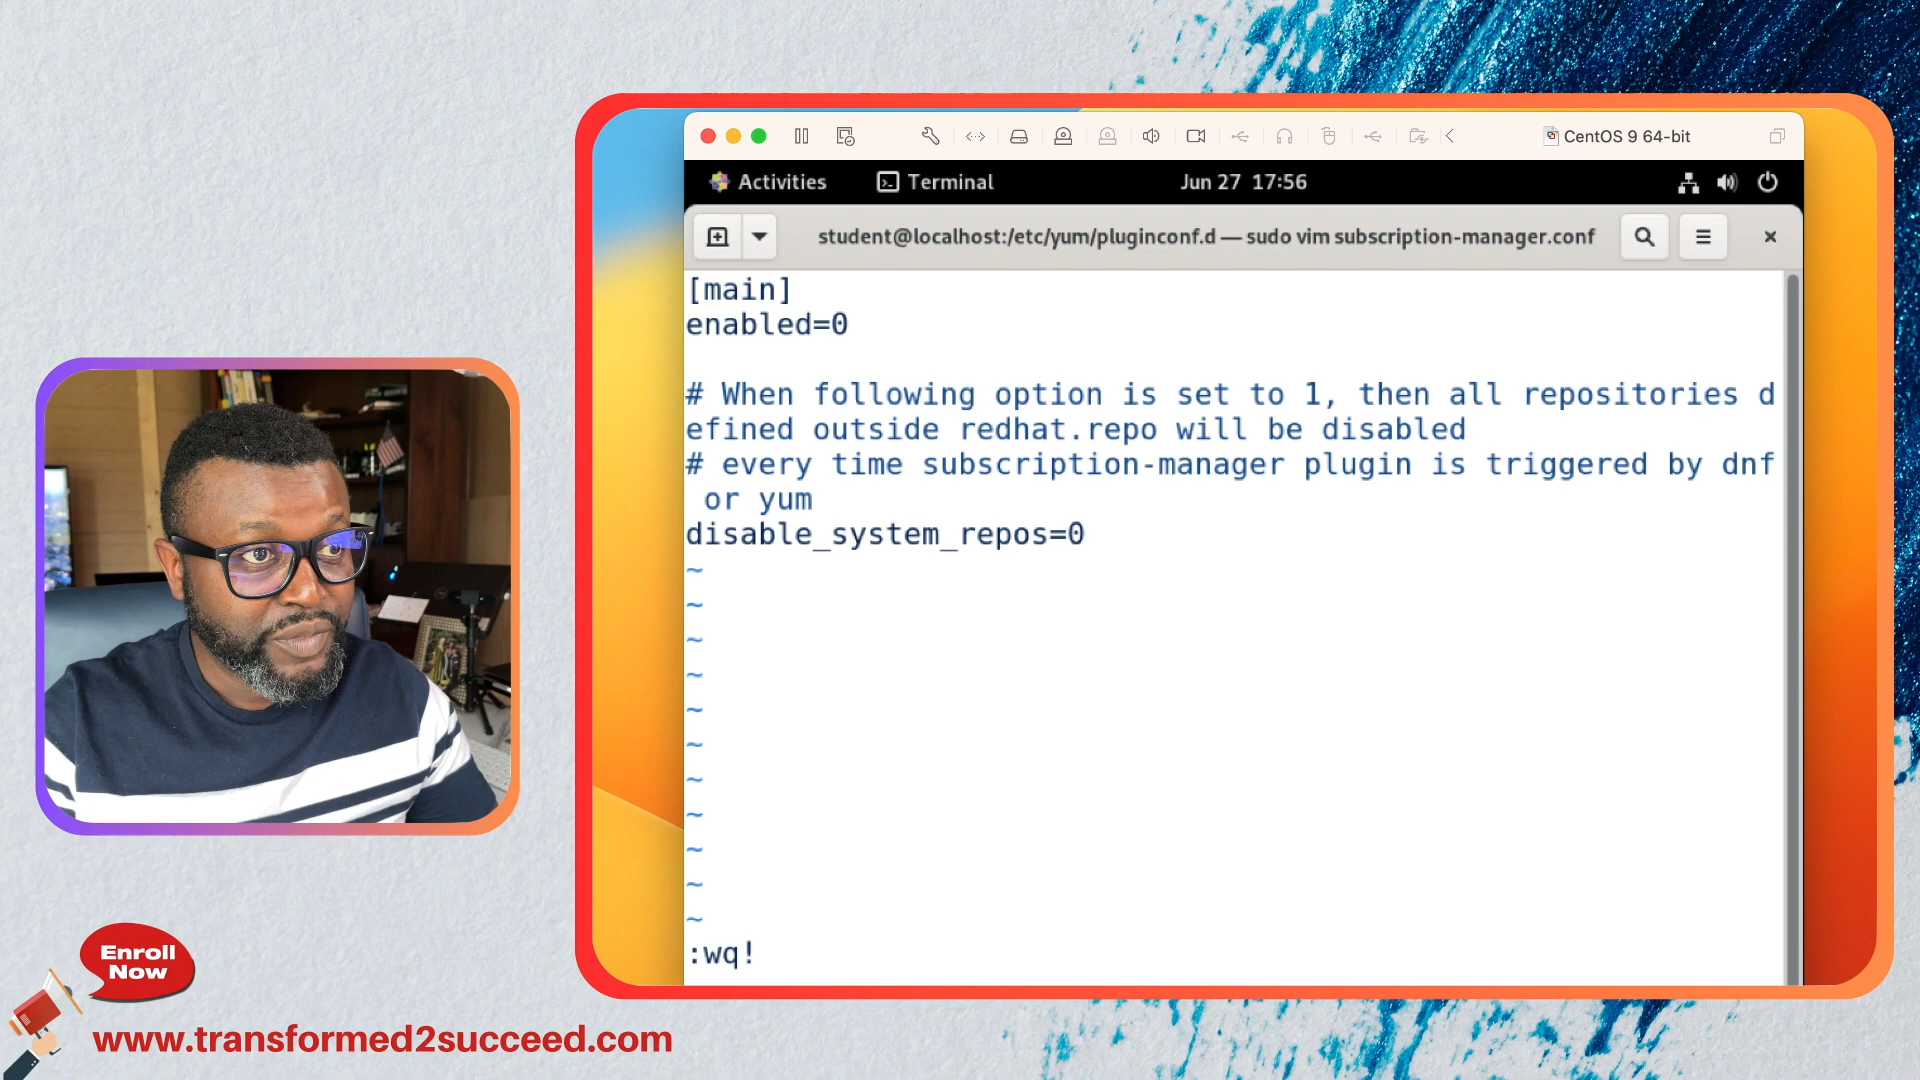 CentOS 9 64-bit
Activities Terminal Jun 27 17:56
student@localhost:/etc/yum/pluginconf.d — sudo vim subscription-manager.conf
[main]
enabled=0
# When following option is set to 1, then all repositories d
efined outside redhat.repo will be disabled
# every time subscription-manager plugin is triggered by dnf
or yum
disable_system_repos=0
~
~
~
~
~
~
~
~
~
~
~
:wq!
Enroll
Now
www.transformed2succeed.com